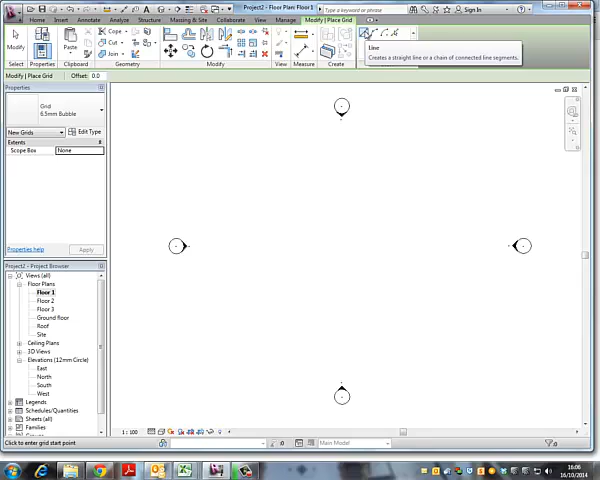 Project2 - Floor Plan: Floor 1
Type a keyword or phrase
Sign In
Home Insert Annotate Analyze Structure Massing & Site Collaborate View Manage Modify | Place Grid
Modify
Properties
Paste
Cope
Cut
Join
Line
Creates a straight line or a chain of connected line segments.
Select Properties Clipboard Geometry Modify View Measure Create
Modify | Place Grid Offset: 0.0
Properties
Grid
6.5mm Bubble
New Grids Edit Type
Extents
Scope Box None
Properties help Apply
Project2 - Project Browser
Views (all)
Floor Plans
Floor 1
Floor 2
Floor 3
Ground floor
Roof
Site
Ceiling Plans
3D Views
Elevations (12mm Circle)
East
North
South
West
Legends
Schedules/Quantities
Sheets (all)
Families
1 : 100
Click to enter grid start point :0 Main Model :0
16:06
16/10/2014